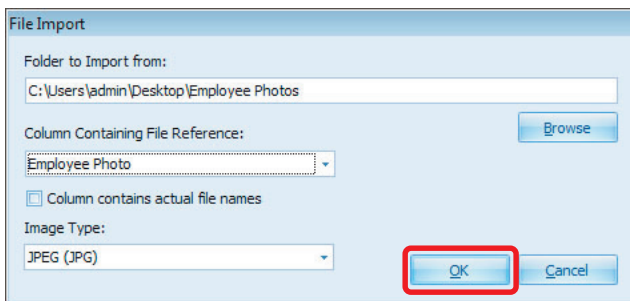 File Import
Folder to Import from:
C:\Users\admin\Desktop\Employee Photos
Browse
Column Containing File Reference:
Employee Photo
Column contains actual file names
Image Type:
JPEG (JPG)
OK
Cancel